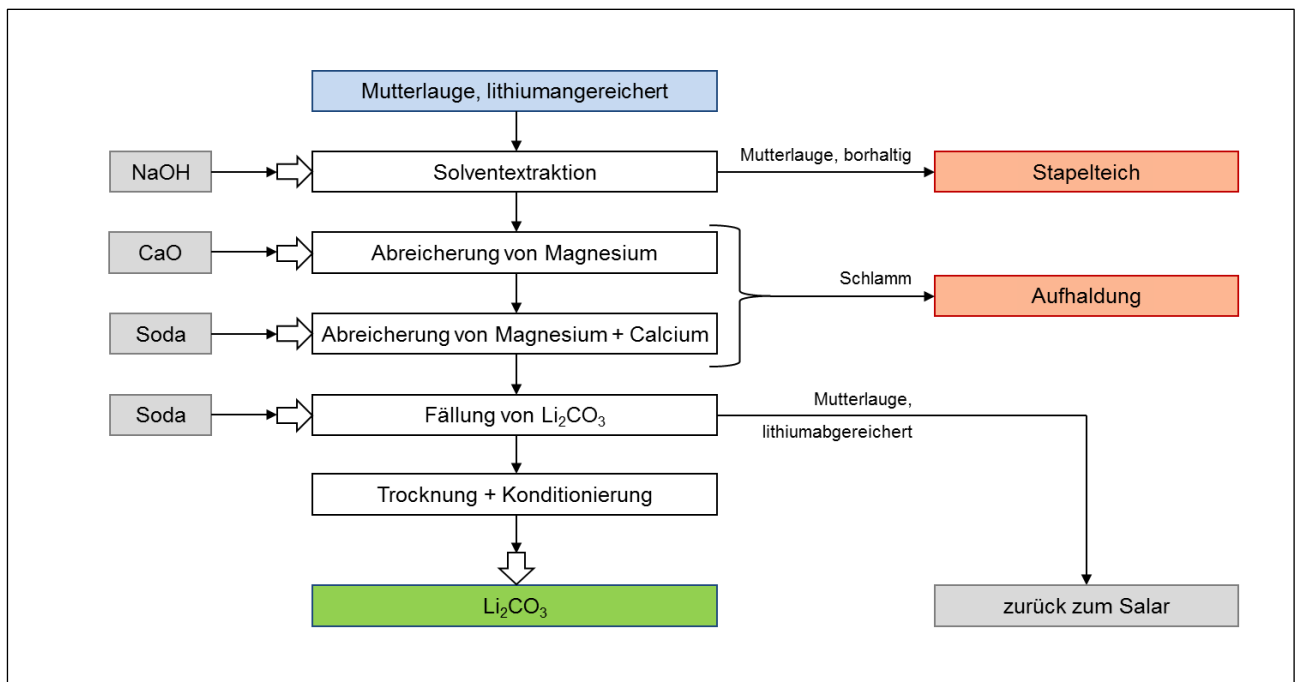 Mutterlauge, lithiumangereichert
NaOH
Solventextraktion
Mutterlauge, borhaltig
Stapelteich
CaO
Abreicherung von Magnesium
Schlamm
Aufhaldung
Soda
Abreicherung von Magnesium + Calcium
Soda
Fällung von Li₂CO₃
Mutterlauge,
lithiumabgereichert
Trocknung + Konditionierung
Li₂CO₃
zurück zum Salar